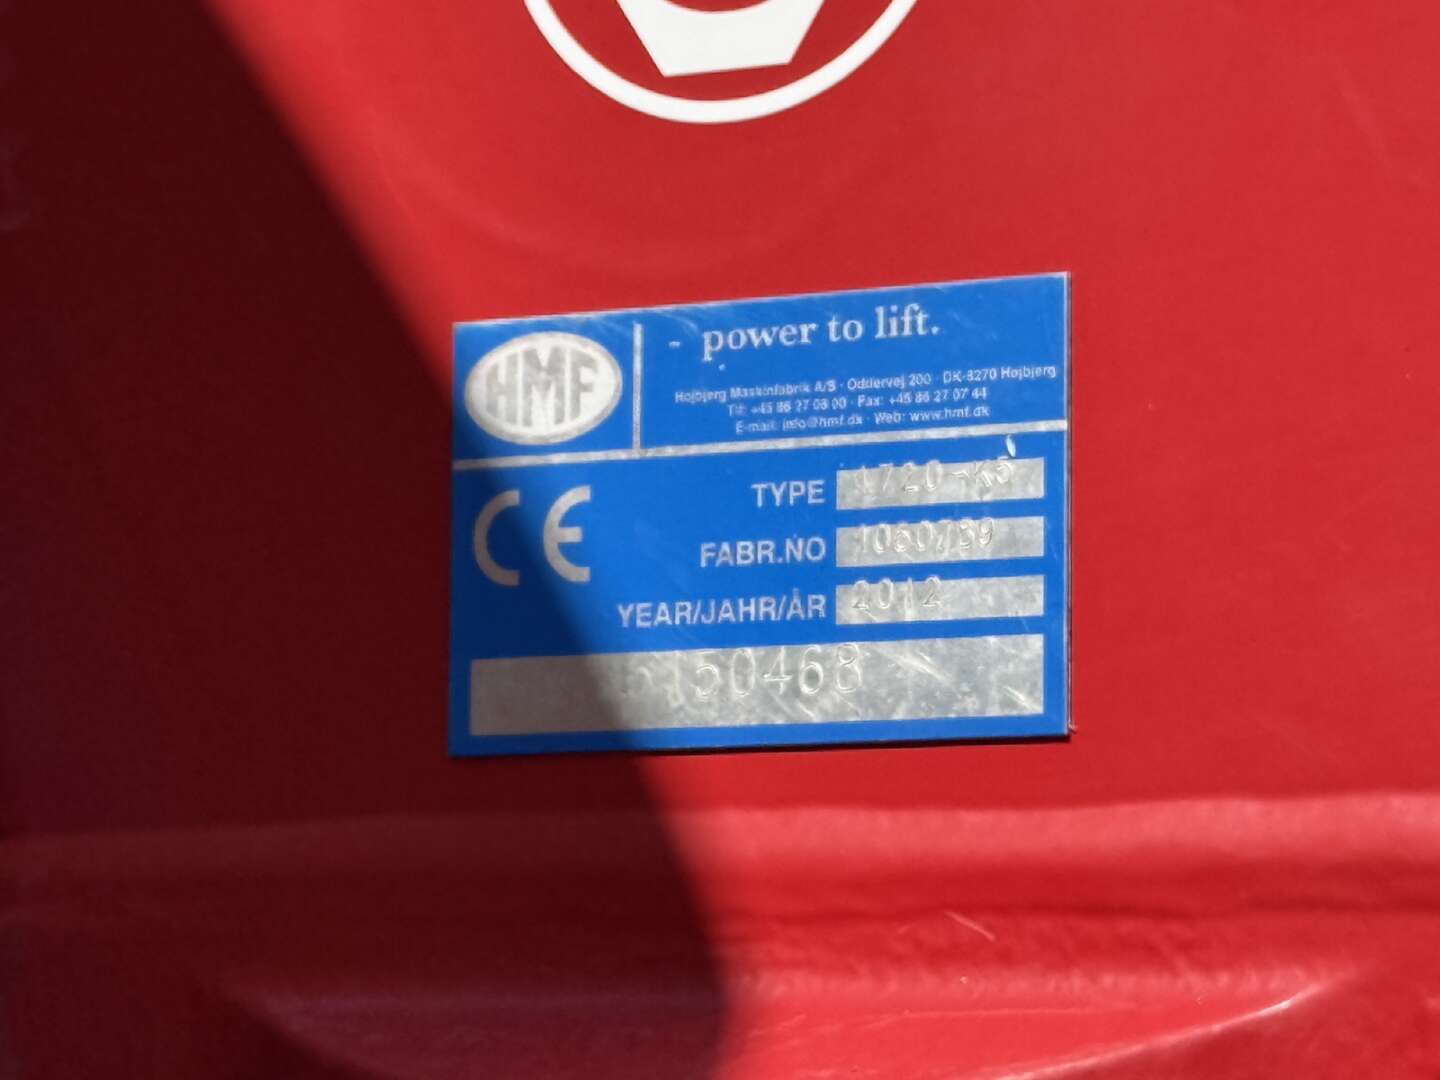 HMF
- power to lift.
Højbjerg Maskinfabrik A/S · Oddervej 200 · DK-8270 Højbjerg
Tlf: +45 86 27 08 00 · Fax: +45 86 27 07 44
E-mail: info@hmf.dk · Web: www.hmf.dk
CE
TYPE 1720-K5
FABR.NO
YEAR/JAHR/ÅR 2012